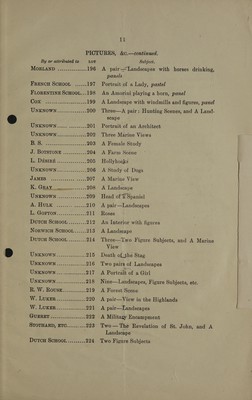 11
PICTURES, &c.—continued.
By or attributed to LOT Subject.
MORLAND ............... 196 A pair—Landscapes with horses drinking,
panels
FRENCH SCHOOL ...... 197 Portrait of a Lady, pastel
FLORENTINE SCHOOL... 198 An Amorini playing a horn, panel
COX ............... 199 A Landscape with windmills and figures, panel
UNKNOWN ............... 200 Three—A pair: Hunting Scenes, and A Land-
scape
UNKNOWN ............... 201 Portrait of an Architect
UNKNOWN ............... 202 Three Marine Views
B S. ............... 203 A Female Study
J. BOTHYONE ............ 204 A Farm Scene
L. DÉSIRÉ ............ 205 Hollyhocks
UNKNOWN ............... 206 A Study of Dogs
JAMES ............... 207 A Marine View
K. GRAY ............... 208 A Landscape
UNKNOWN ............... 209 Head of a Spaniel
A. HULK ............... 210 A pair—Landscapes
L. GOFTON ............ 211 Roses
DUTCH SCHOOL ......... 212 An Interior with figures
NORWICH SCHOOL ...... 213 A Landscape
DUTCH SCHOOL ......... 214 Three—Two Figure Subjects, and A Marine
View
UNKNOWN ............... 215 Death of the Stag
UNKNOWN ............... 216 Two pairs of Landscapes
UNKNOWN ............... 217 A Portrait of a Girl
UNKNOWN ............... 218 Nine—Landscapes, Figure Subjects, etc.
R. W. ROUSE ............ 219 A Forest Scene
W. LUKER ............... 220 A pair—View in the Highlands
W. LUKER ............... 221 A pair—Landscapes
GUERRY ............... 222 A Military Encampment
STOTHARD, ETC. ......... 223 Two—The Revelation of St. John, and A
Landscape
DUTCH SCHOOL ......... 224 Two Figure Subjects